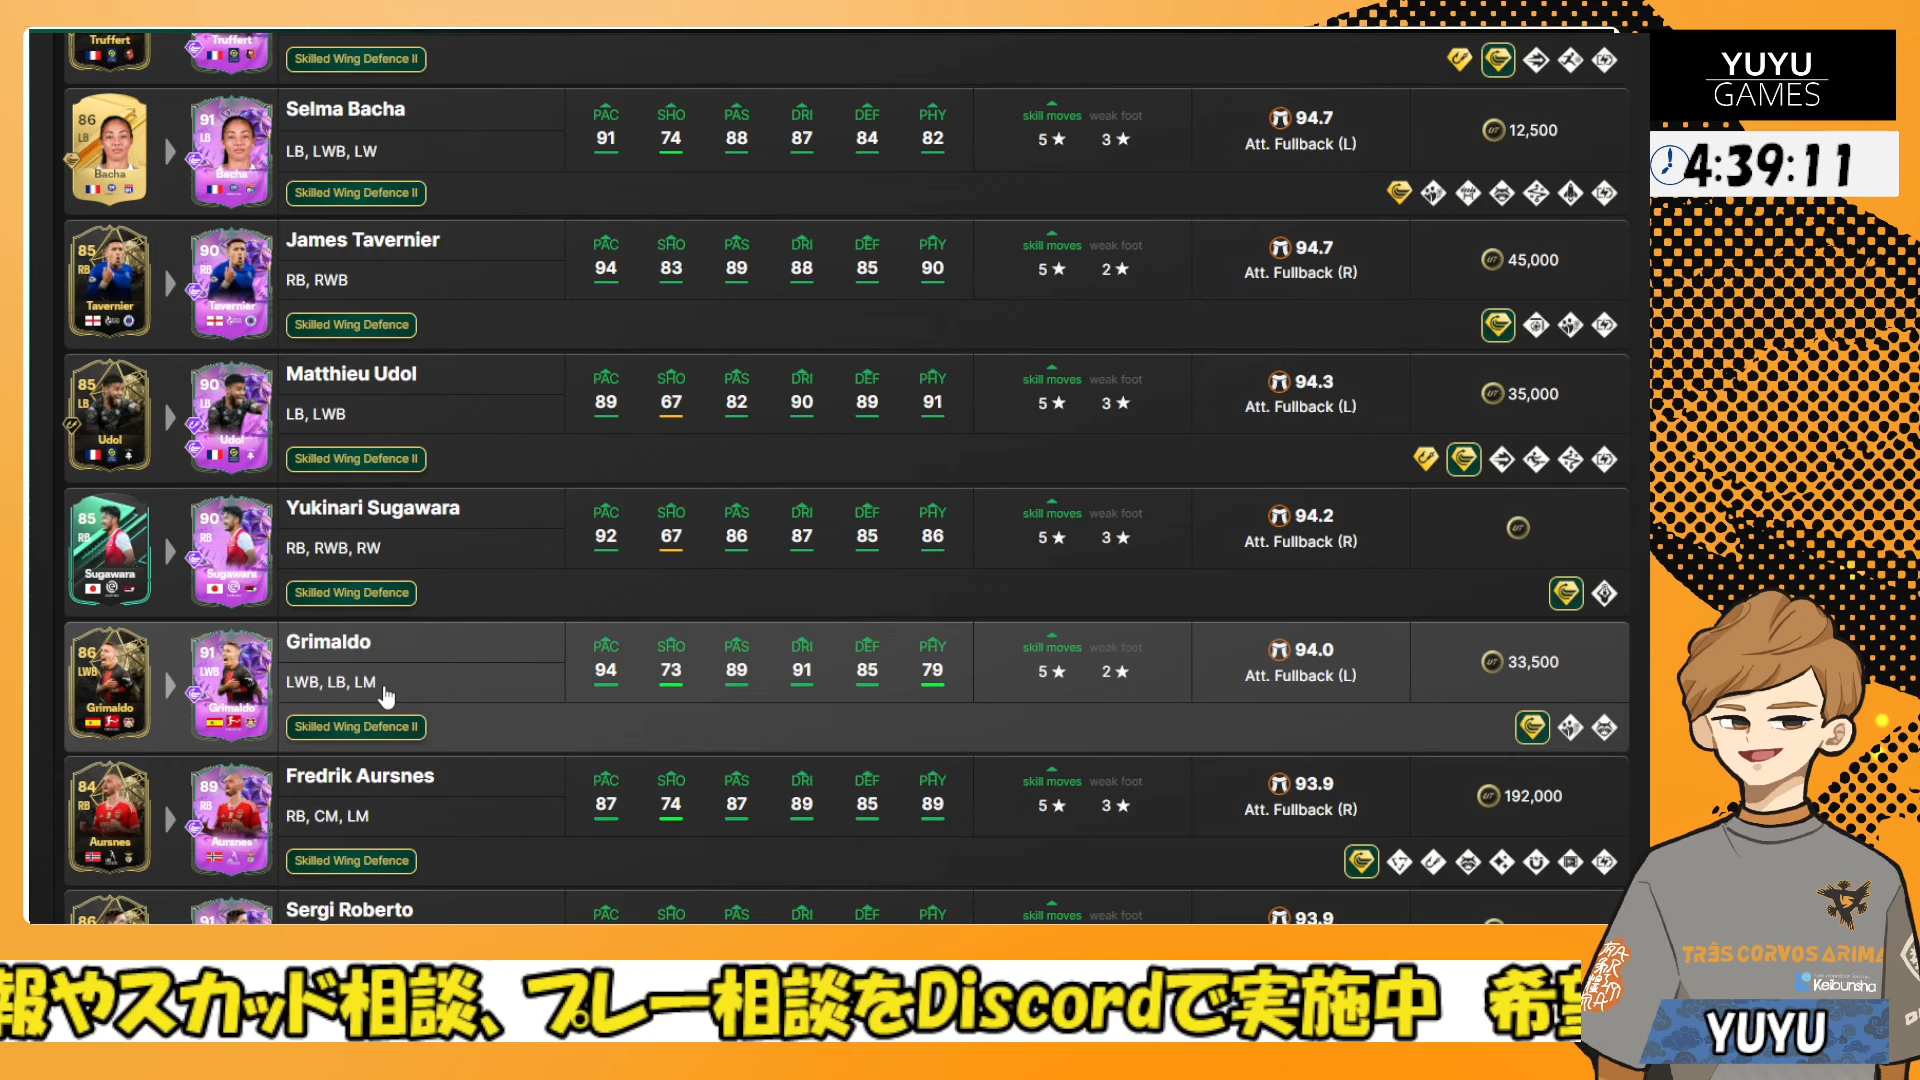 Truffert
Truffert
Skilled Wing Defence II
86
LB
Bacha
91
LB
Bacha
Selma Bacha
LB, LWB, LW
Skilled Wing Defence II
PAC SHO PAS DRI DEF PHY
91 74 88 87 84 82
skill moves weak foot
5 ★ 3 ★
94.7
Att. Fullback (L)
UT 12,500
85
RB
Tavernier
90
RB
Tavernier
James Tavernier
RB, RWB
Skilled Wing Defence
PAC SHO PAS DRI DEF PHY
94 83 89 88 85 90
skill moves weak foot
5 ★ 2 ★
94.7
Att. Fullback (R)
UT 45,000
85
LB
Udol
90
LB
Udol
Matthieu Udol
LB, LWB
Skilled Wing Defence II
PAC SHO PAS DRI DEF PHY
89 67 82 90 89 91
skill moves weak foot
5 ★ 3 ★
94.3
Att. Fullback (L)
UT 35,000
85
RB
Sugawara
90
RB
Sugawara
Yukinari Sugawara
RB, RWB, RW
Skilled Wing Defence
PAC SHO PAS DRI DEF PHY
92 67 86 87 85 86
skill moves weak foot
5 ★ 3 ★
94.2
Att. Fullback (R)
UT
86
LWB
Grimaldo
91
LWB
Grimaldo
Grimaldo
LWB, LB, LM
Skilled Wing Defence II
PAC SHO PAS DRI DEF PHY
94 73 89 91 85 79
skill moves weak foot
5 ★ 2 ★
94.0
Att. Fullback (L)
UT 33,500
84
RB
Aursnes
89
RB
Aursnes
Fredrik Aursnes
RB, CM, LM
Skilled Wing Defence
PAC SHO PAS DRI DEF PHY
87 74 87 89 85 89
skill moves weak foot
5 ★ 3 ★
93.9
Att. Fullback (R)
UT 192,000
86
91
Sergi Roberto
PAC SHO PAS DRI DEF PHY
skill moves weak foot
93.9
YUYU
GAMES
4:39:11
TRÊS CORVOS ARIMA
Keibunsha
YUYU
報やスカッド相談、プレー相談をDiscordで実施中 希望